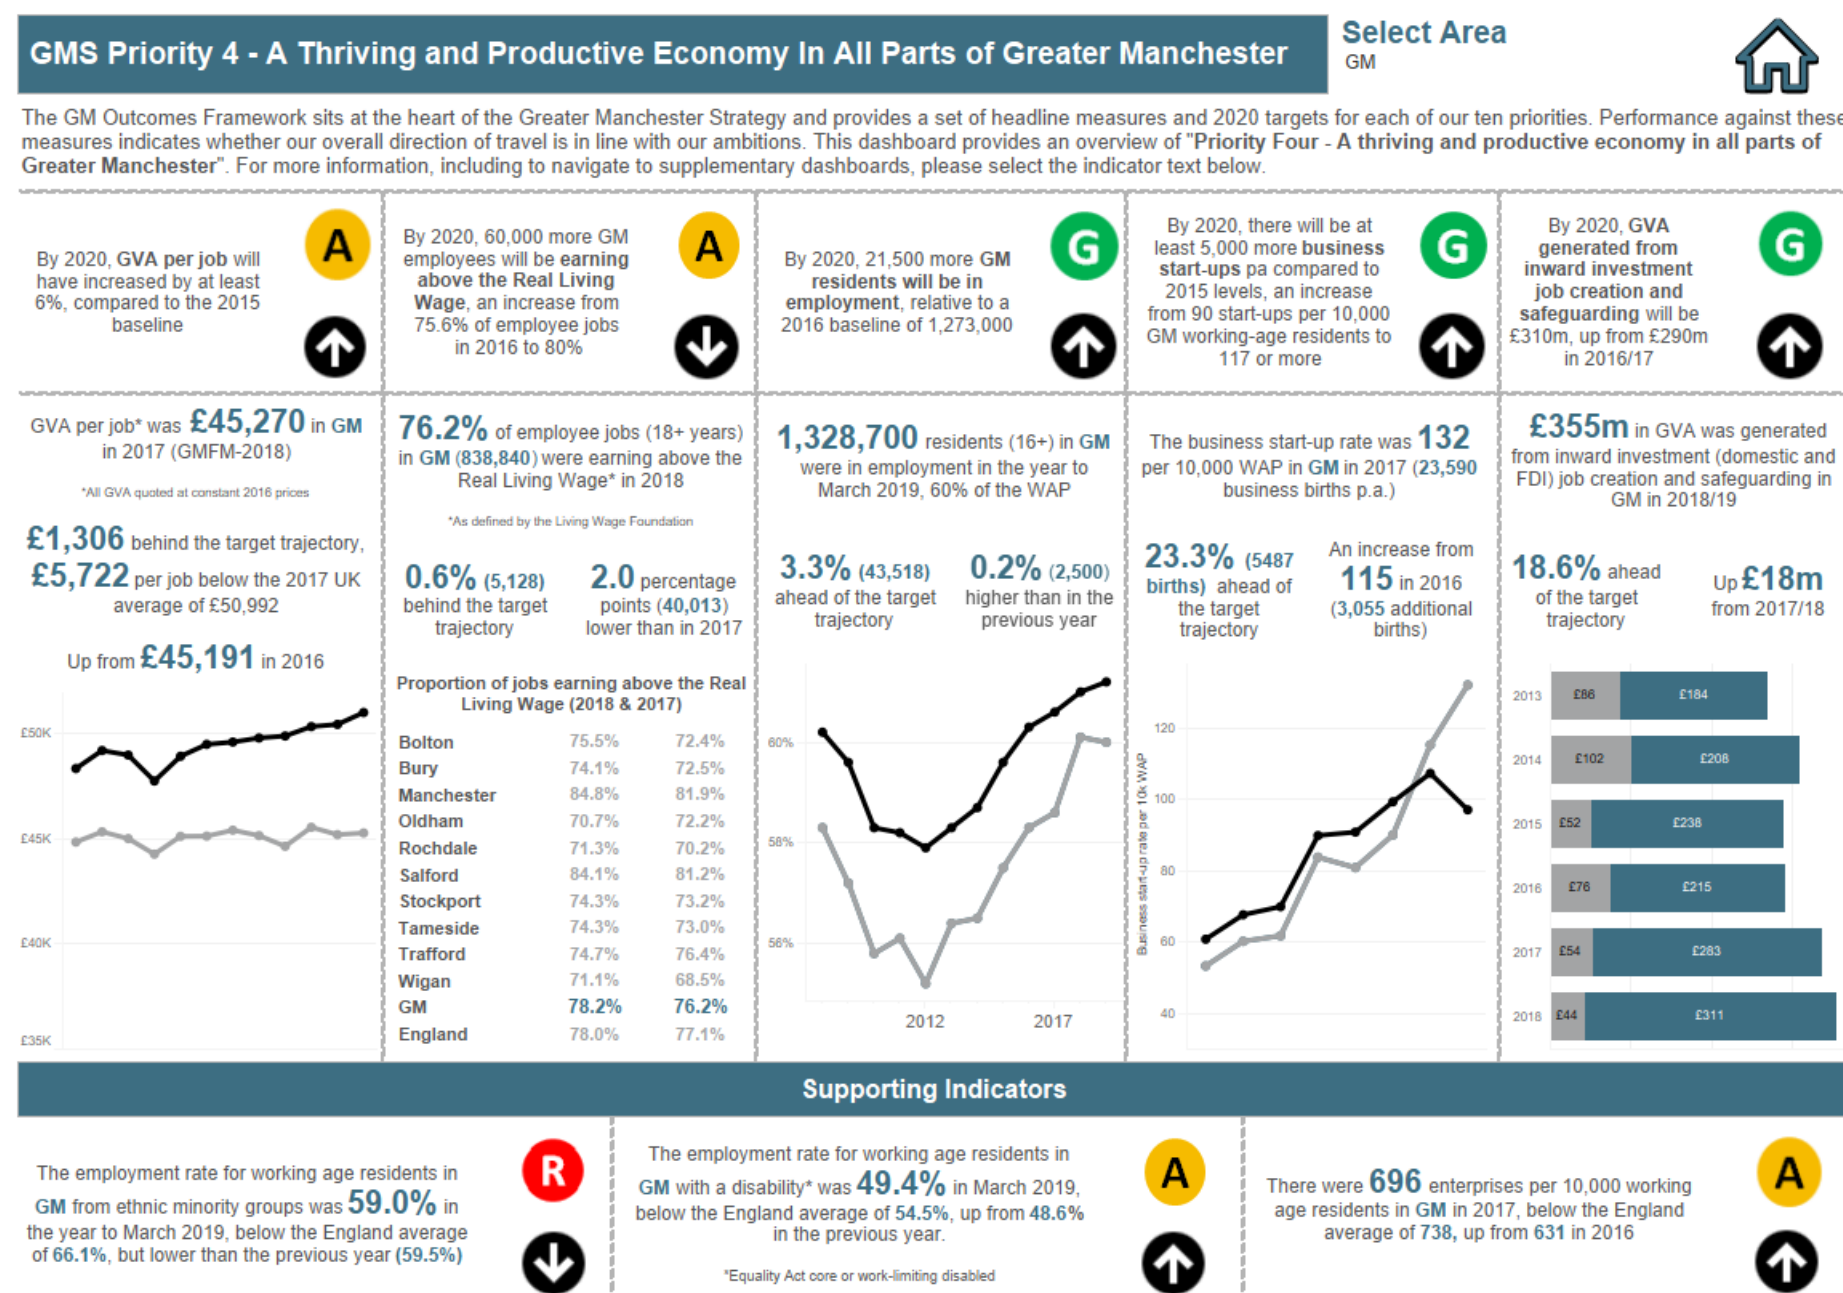 GMS Priority 4 - A Thriving and Productive Economy In All Parts of Greater Manchester
Select Area
GM
The GM Outcomes Framework sits at the heart of the Greater Manchester Strategy and provides a set of headline measures and 2020 targets for each of our ten priorities. Performance against these
measures indicates whether our overall direction of travel is in line with our ambitions. This dashboard provides an overview of "Priority Four - A thriving and productive economy in all parts of
Greater Manchester". For more information, including to navigate to supplementary dashboards, please select the indicator text below.
By 2020, GVA per job will
have increased by at least
6%, compared to the 2015
baseline
A
By 2020, 60,000 more GM
employees will be earning
above the Real Living
Wage, an increase from
75.6% of employee jobs
in 2016 to 80%
A
By 2020, 21,500 more GM
residents will be in
employment, relative to a
2016 baseline of 1,273,000
G
By 2020, there will be at
least 5,000 more business
start-ups pa compared to
2015 levels, an increase
from 90 start-ups per 10,000
GM working-age residents to
117 or more
G
By 2020, GVA
generated from
inward investment
job creation and
safeguarding will be
£310m, up from £290m
in 2016/17
G
GVA per job* was £45,270 in GM
in 2017 (GMFM-2018)
*All GVA quoted at constant 2016 prices
£1,306 behind the target trajectory,
£5,722 per job below the 2017 UK
average of £50,992
Up from £45,191 in 2016
£50K
£45K
£40K
£35K
76.2% of employee jobs (18+ years)
in GM (838,840) were earning above the
Real Living Wage* in 2018
*As defined by the Living Wage Foundation
0.6% (5,128)
behind the target
trajectory
2.0 percentage
points (40,013)
lower than in 2017
Proportion of jobs earning above the Real
Living Wage (2018 & 2017)
Bolton 75.5% 72.4%
Bury 74.1% 72.5%
Manchester 84.8% 81.9%
Oldham 70.7% 72.2%
Rochdale 71.3% 70.2%
Salford 84.1% 81.2%
Stockport 74.3% 73.2%
Tameside 74.3% 73.0%
Trafford 74.7% 76.4%
Wigan 71.1% 68.5%
GM 78.2% 76.2%
England 78.0% 77.1%
1,328,700 residents (16+) in GM
were in employment in the year to
March 2019, 60% of the WAP
3.3% (43,518)
ahead of the target
trajectory
0.2% (2,500)
higher than in the
previous year
60%
58%
56%
2012 2017
The business start-up rate was 132
per 10,000 WAP in GM in 2017 (23,590
business births p.a.)
23.3% (5487
births) ahead of
the target
trajectory
An increase from
115 in 2016
(3,055 additional
births)
Business start-up rate per 10k WAP
120
100
80
60
40
£355m in GVA was generated
from inward investment (domestic and
FDI) job creation and safeguarding in
GM in 2018/19
18.6% ahead
of the target
trajectory
Up £18m
from 2017/18
2013 £86 £184
2014 £102 £208
2015 £52 £238
2016 £76 £215
2017 £54 £283
2018 £44 £311
Supporting Indicators
The employment rate for working age residents in
GM from ethnic minority groups was 59.0% in
the year to March 2019, below the England average
of 66.1%, but lower than the previous year (59.5%)
R
The employment rate for working age residents in
GM with a disability* was 49.4% in March 2019,
below the England average of 54.5%, up from 48.6%
in the previous year.
*Equality Act core or work-limiting disabled
A
There were 696 enterprises per 10,000 working
age residents in GM in 2017, below the England
average of 738, up from 631 in 2016
A